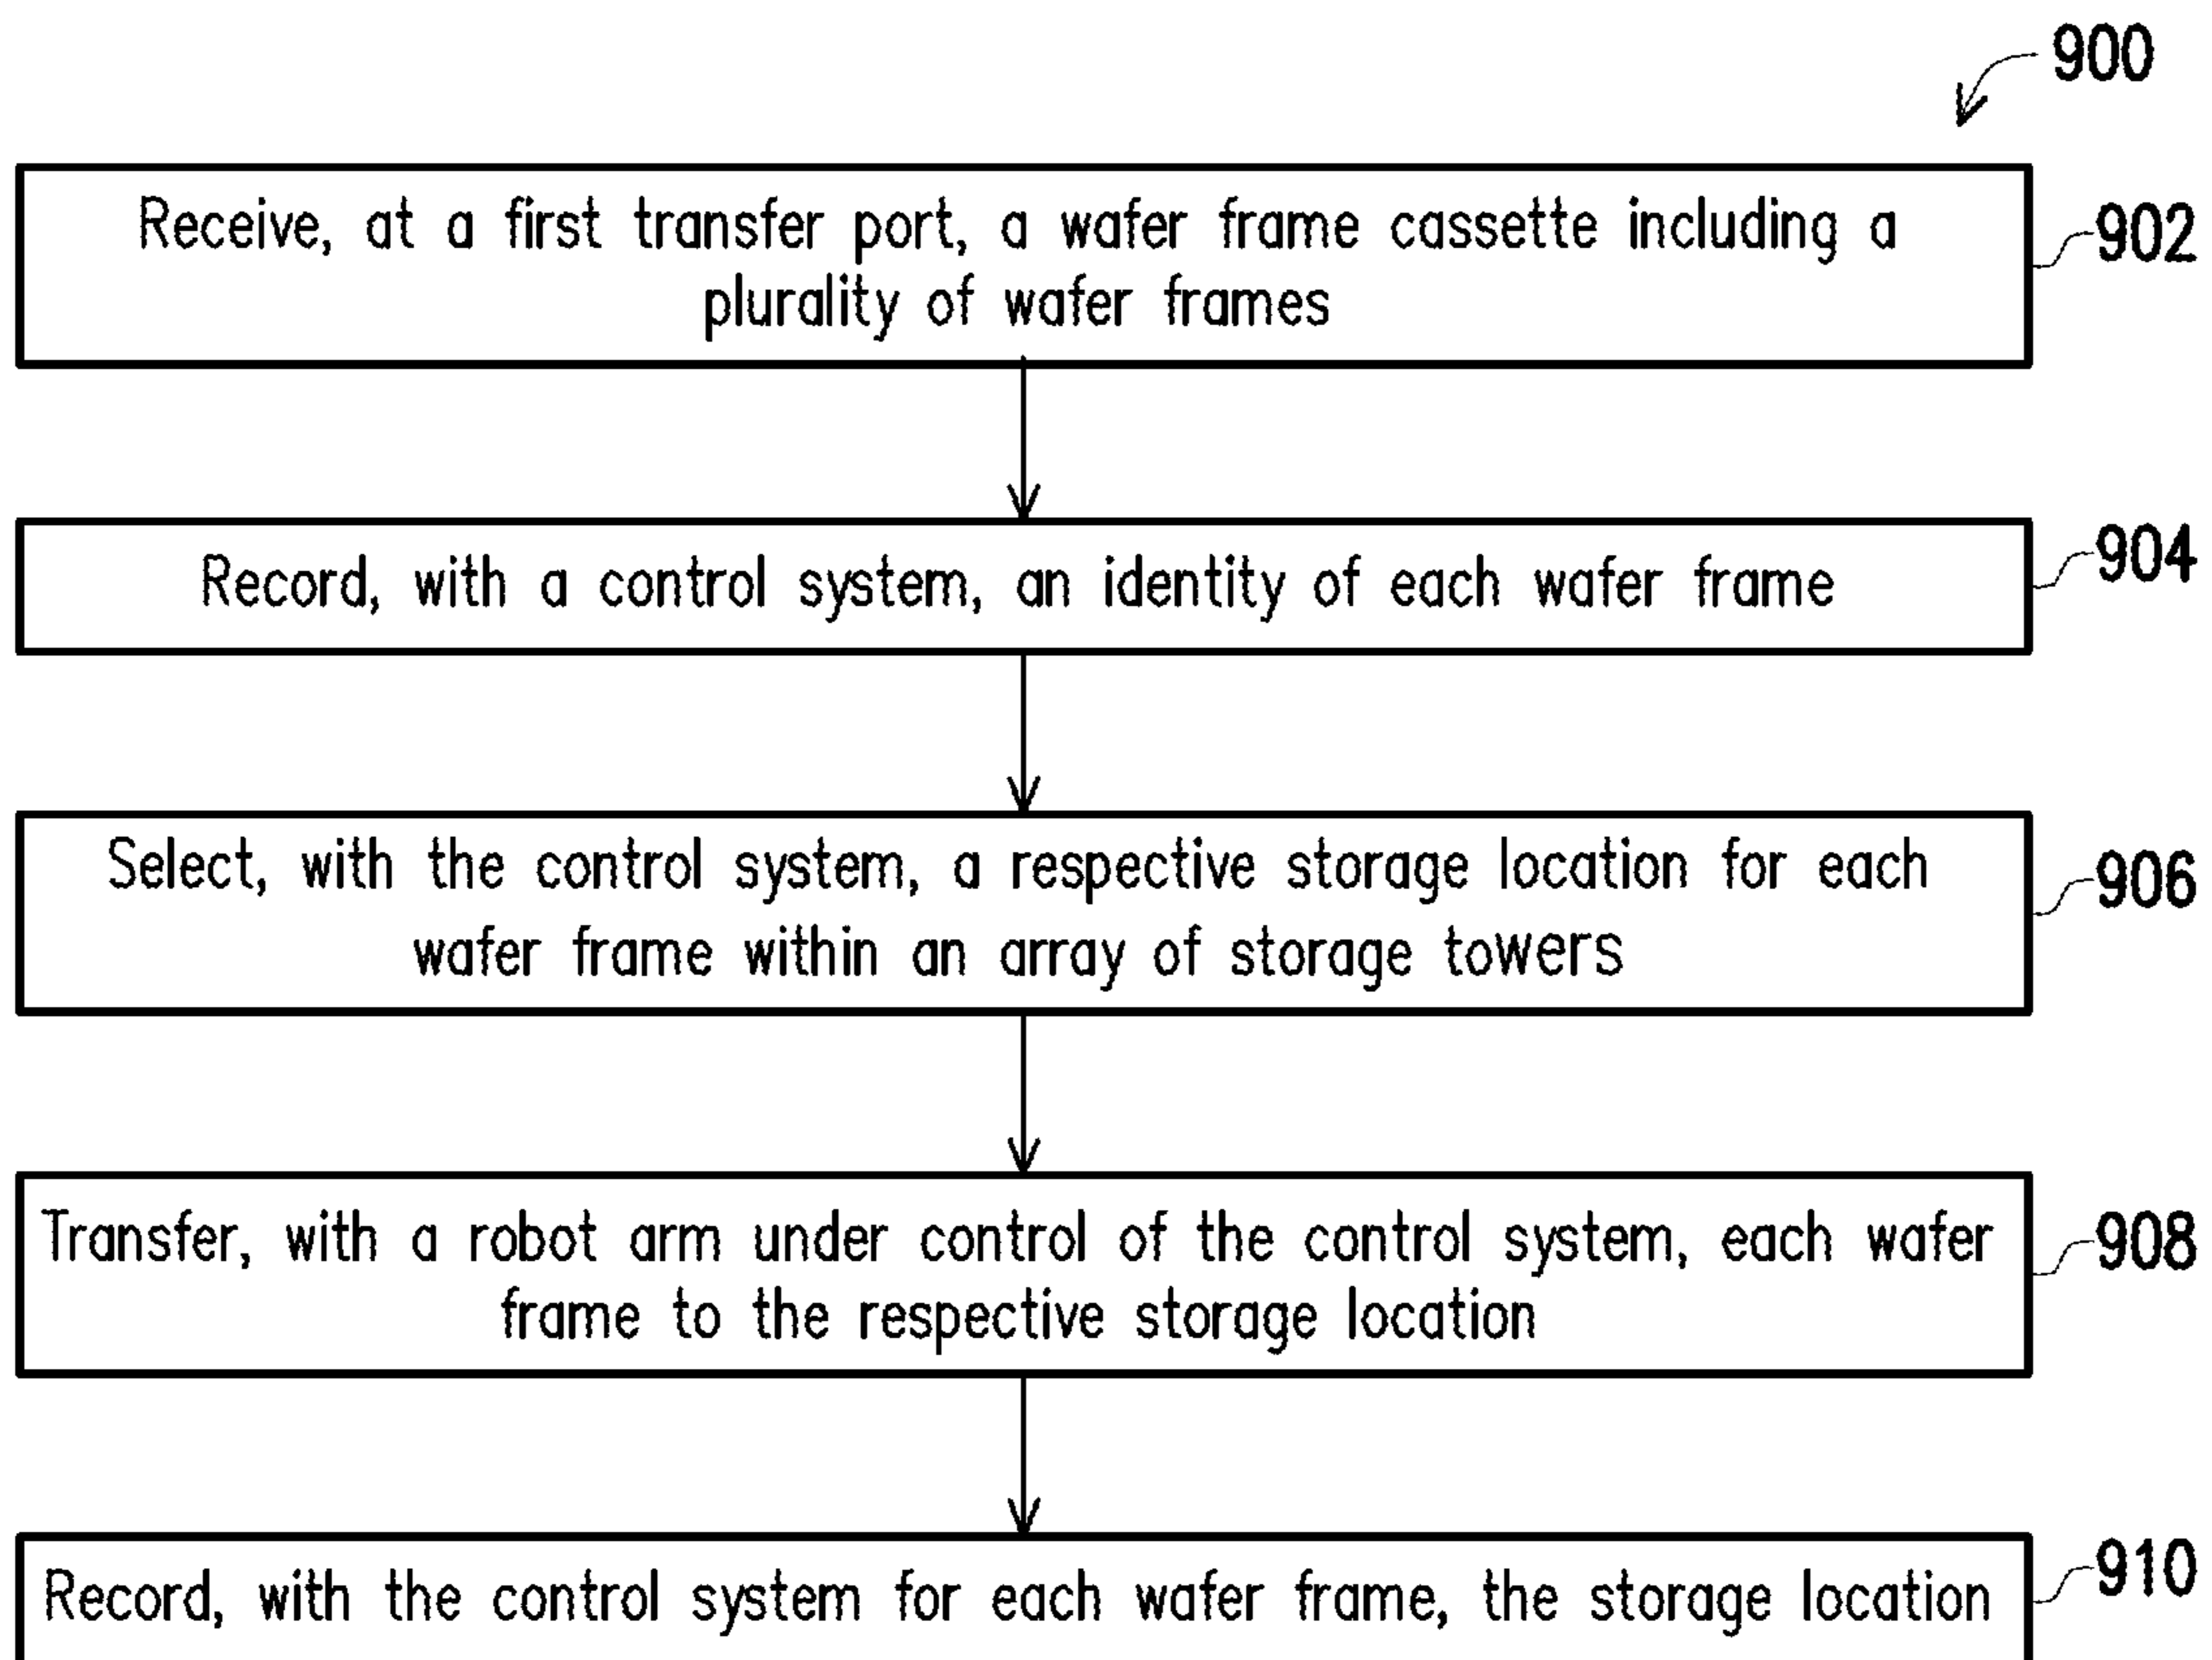 900
Receive, at a first transfer port, a wafer frame cassette including a
plurality of wafer frames
902
Record, with a control system, an identity of each wafer frame
904
Select, with the control system, a respective storage location for each
wafer frame within an array of storage towers
906
Transfer, with a robot arm under control of the control system, each wafer
frame to the respective storage location
908
Record, with the control system for each wafer frame, the storage location
910